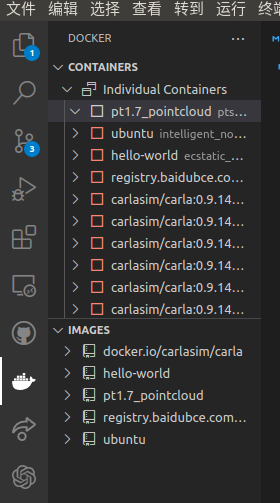 文件 编辑 选择 查看 转到 运行 终端
DOCKER
CONTAINERS
Individual Containers
pt1.7_pointcloud pts...
ubuntu intelligent_no...
hello-world ecstatic_...
registry.baidubce.co...
carlasim/carla:0.9.14...
carlasim/carla:0.9.14...
carlasim/carla:0.9.14...
carlasim/carla:0.9.14...
carlasim/carla:0.9.14...
carlasim/carla:0.9.14...
IMAGES
docker.io/carlasim/carla
hello-world
pt1.7_pointcloud
registry.baidubce.com...
ubuntu
1
3